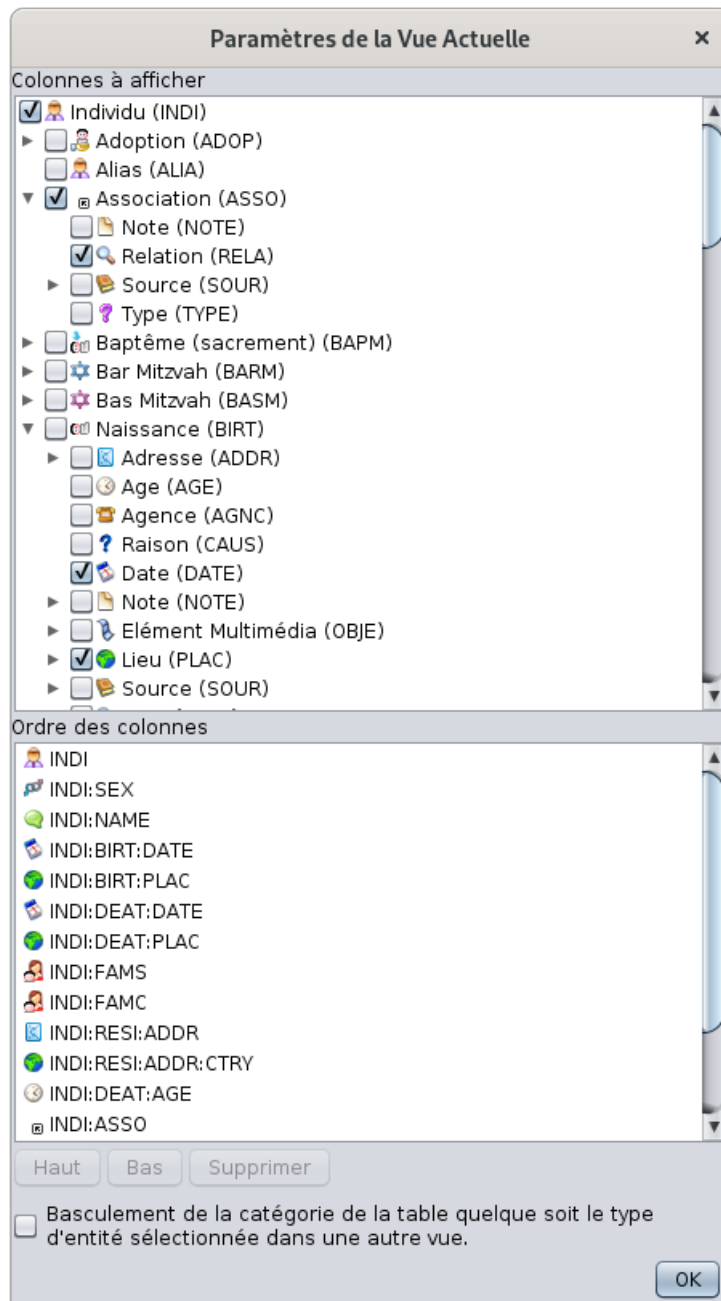 Paramètres de la Vue Actuelle
Colonnes à afficher
Individu (INDI)
Adoption (ADOP)
Alias (ALIA)
Association (ASSO)
Note (NOTE)
Relation (RELA)
Source (SOUR)
Type (TYPE)
Baptême (sacrement) (BAPM)
Bar Mitzvah (BARM)
Bas Mitzvah (BASM)
Naissance (BIRT)
Adresse (ADDR)
Age (AGE)
Agence (AGNC)
Raison (CAUS)
Date (DATE)
Note (NOTE)
Elément Multimédia (OBJE)
Lieu (PLAC)
Source (SOUR)
Ordre des colonnes
INDI
INDI:SEX
INDI:NAME
INDI:BIRT:DATE
INDI:BIRT:PLAC
INDI:DEAT:DATE
INDI:DEAT:PLAC
INDI:FAMS
INDI:FAMC
INDI:RESI:ADDR
INDI:RESI:ADDR:CTRY
INDI:DEAT:AGE
INDI:ASSO
Haut Bas Supprimer
Basculement de la catégorie de la table quelque soit le type
d'entité sélectionnée dans une autre vue.
OK